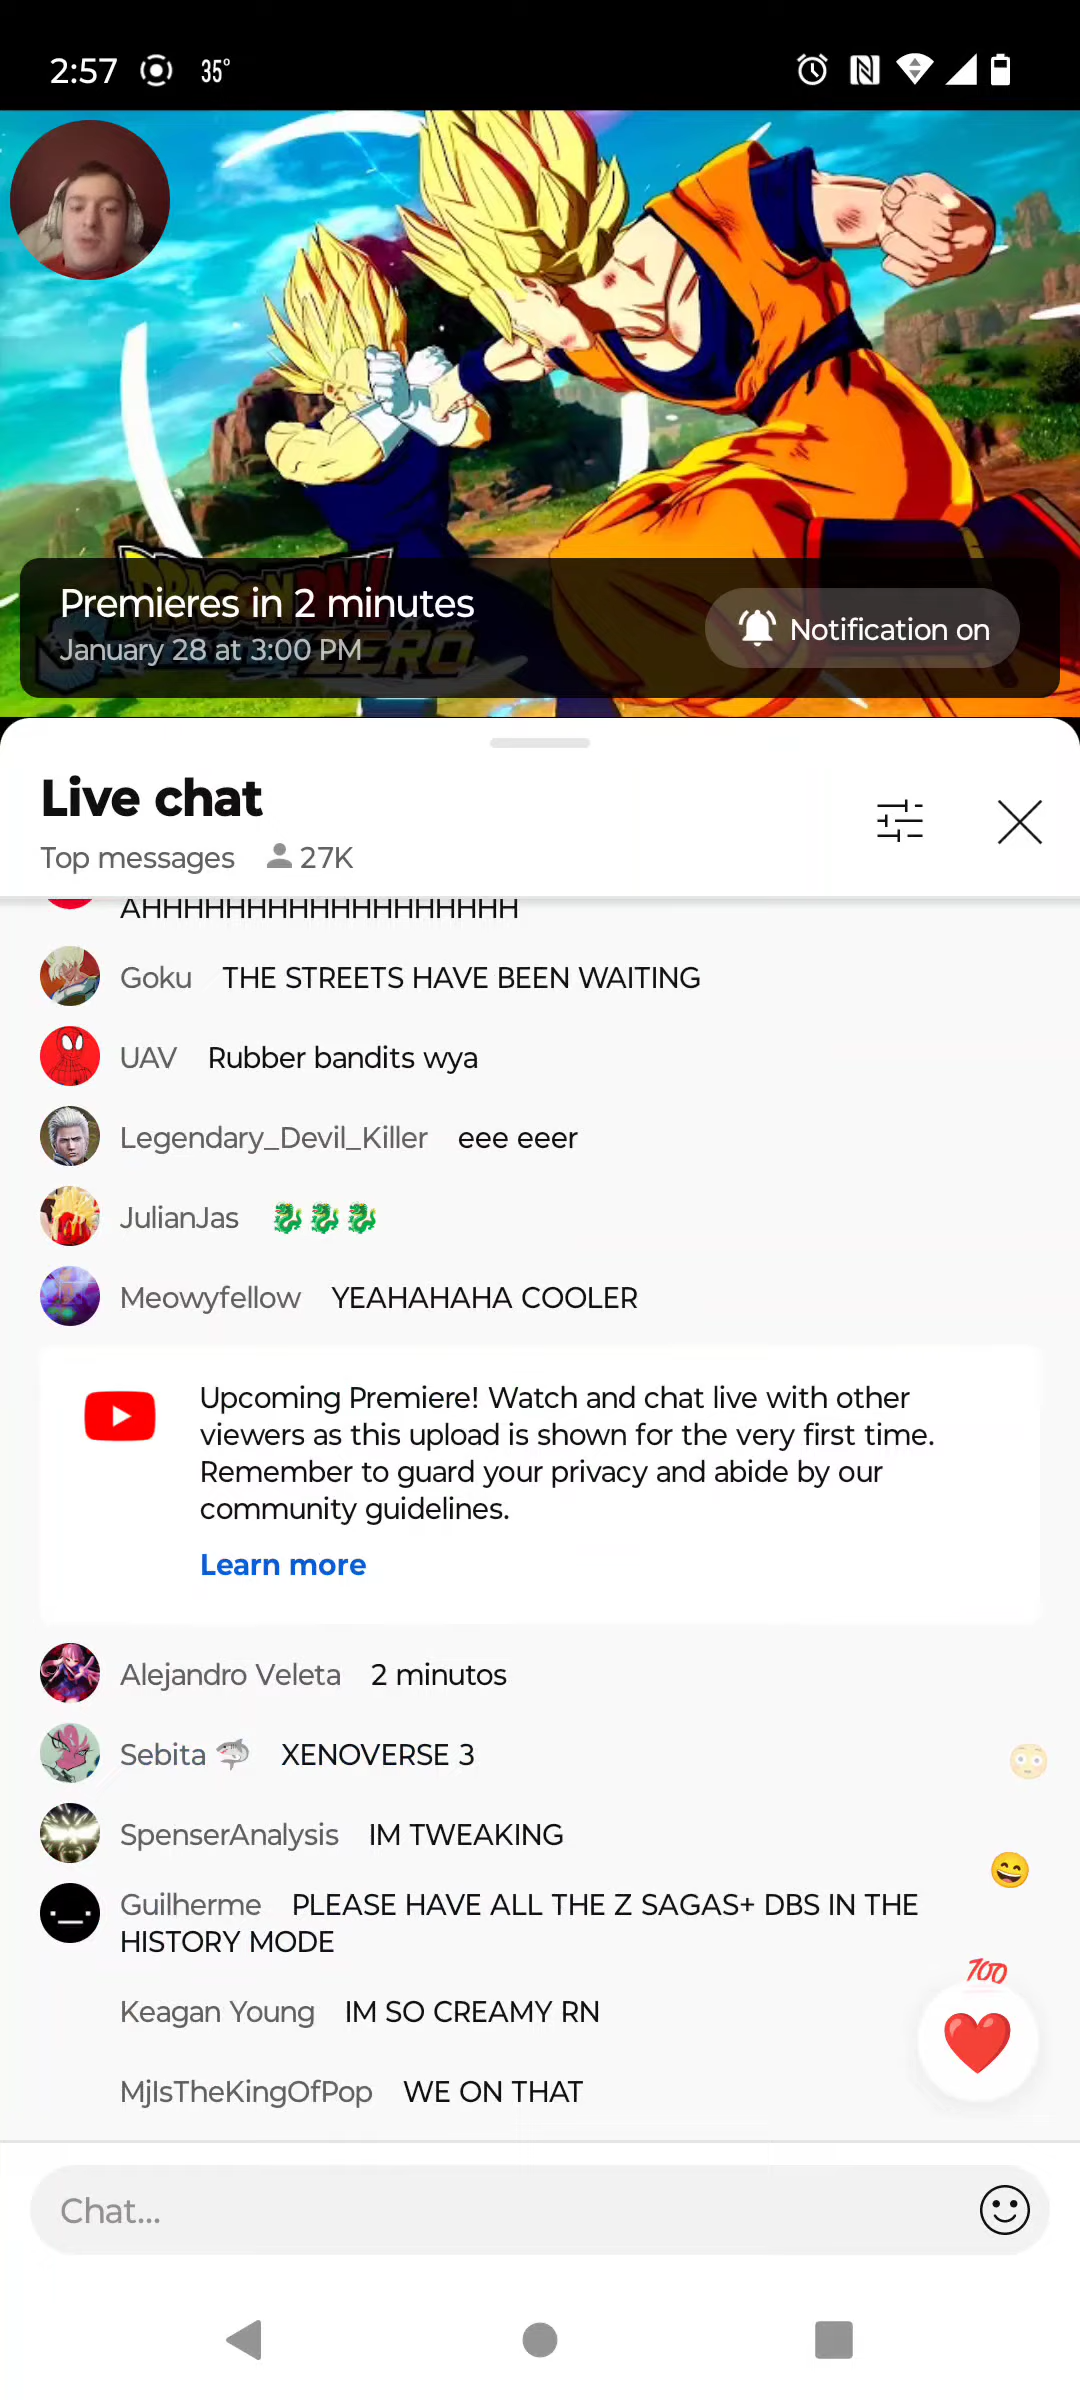 2:57 35°
DRAGON BALL
ZERO
Premieres in 2 minutes
January 28 at 3:00 PM
Notification on
Live chat
Top messages 27K
AHHHHHHHHHHHHHHHHHH
Goku THE STREETS HAVE BEEN WAITING
UAV Rubber bandits wya
Legendary_Devil_Killer eee eeer
JulianJas 🐉🐉🐉
Meowyfellow YEAHAHAHA COOLER
Upcoming Premiere! Watch and chat live with other
viewers as this upload is shown for the very first time.
Remember to guard your privacy and abide by our
community guidelines.
Learn more
Alejandro Veleta 2 minutos
Sebita 🦈 XENOVERSE 3
SpenserAnalysis IM TWEAKING
Guilherme PLEASE HAVE ALL THE Z SAGAS+ DBS IN THE
HISTORY MODE
100
Keagan Young IM SO CREAMY RN
MjIsTheKingOfPop WE ON THAT
Chat...